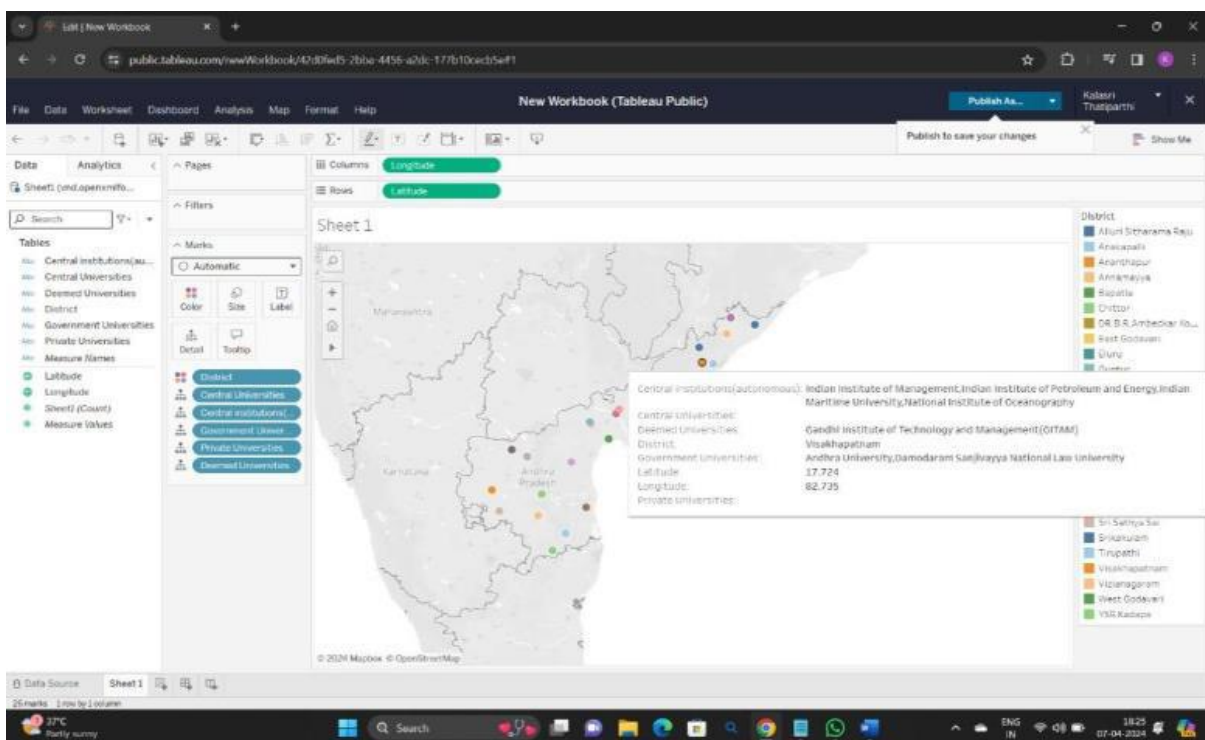 Edit | New Workbook
public.tableau.com/newWorkbook/
File Data Worksheet Dashboard Analysis Map Format Help
New Workbook (Tableau Public)
Publish As...
Kalasri
Thatiparthi
Publish to save your changes
Show Me
Data Analytics
Pages
Columns Longitude
Rows Latitude
Sheet1
Search
Filters
Sheet 1
Tables
Central Institutions(au...
Central Universities
Deemed Universities
District
Government Universities
Private Universities
Measure Names
Latitude
Longitude
Sheet1 (Count)
Measure Values
Marks
Automatic
Color Size Label
Detail Tooltip
District
Central Universities
Central Institutions(...
Government Univer...
Private Universities
Deemed Universities
Maharashtra
Karnataka
Andhra
Pradesh
Central Institutions(autonomous): Indian Institute of Management,Indian Institute of Petroleum and Energy,Indian
Maritime University,National Institute of Oceanography
Central Universities:
Deemed Universities: Gandhi Institute of Technology and Management(GITAM)
District: Visakhapatnam
Government Universities: Andhra University,Damodaram Sanjivayya National Law University
Latitude: 17.724
Longitude: 82.735
Private Universities:
District
Alluri Sitharama Raju
Anacapalli
Ananthapur
Annamayya
Bapatla
Chittor
DR.B.R.Ambedkar Ko...
East Godavari
Eluru
Guntur
Sri Sathya Sai
Srikakulam
Tirupathi
Visakhapatnam
Vizianagaram
West Godavari
YSR Kadapa
© 2024 Mapbox © OpenStreetMap
Data Source Sheet 1
25 marks 1 row by 1 column
37°C
Partly sunny
Search
ENG
IN
18:25
07-04-2024